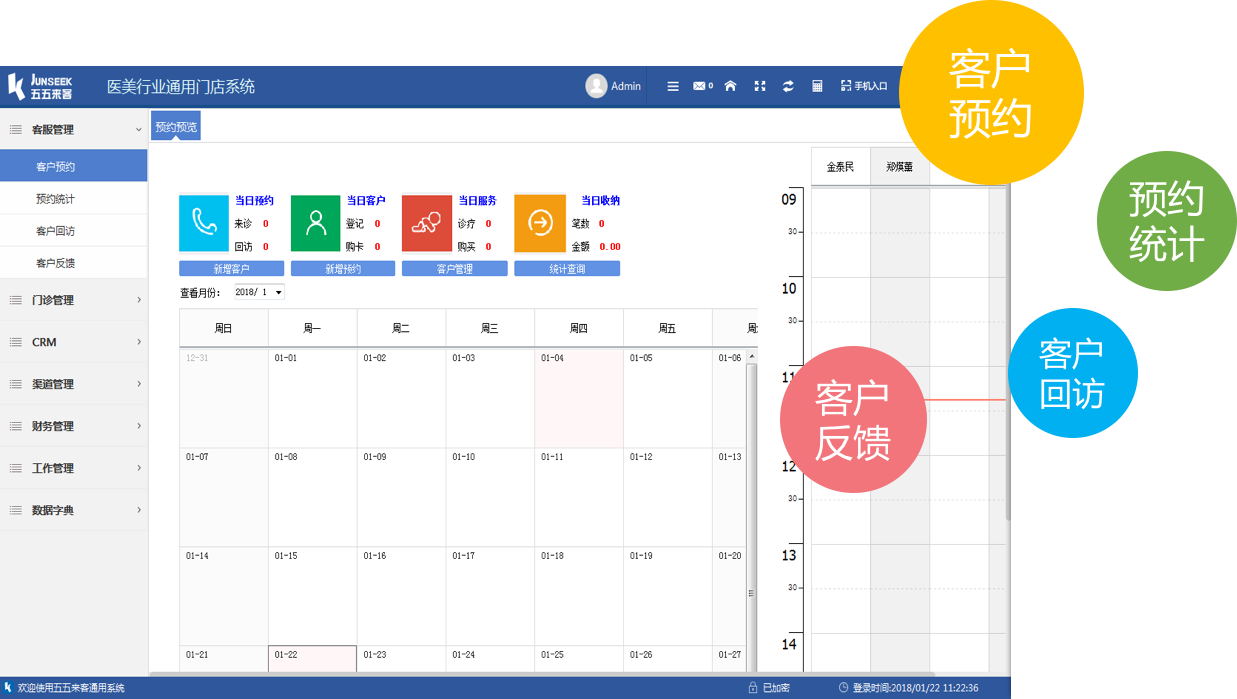 JUNSEEK
五五来客
医美行业通用门店系统
Admin
0
手机入口
客户
预约
预约
统计
客户
回访
客户
反馈
客服管理
客户预约
预约统计
客户回访
客户反馈
门诊管理
CRM
渠道管理
财务管理
工作管理
数据字典
预约预览
当日预约
来诊 0
回访 0
新增客户
当日客户
登记 0
购卡 0
新增预约
当日服务
诊疗 0
购买 0
客户管理
当日收纳
笔数 0
金额 0.00
统计查询
查看月份： 2018/ 1
周日 周一 周二 周三 周四 周五
12-31 01-01 01-02 01-03 01-04 01-05 01-06
01-07 01-08 01-09 01-10 01-11 01-12 01-13
01-14 01-15 01-16 01-17 01-18 01-19 01-20
01-21 01-22 01-23 01-24 01-25 01-26 01-27
金泰民
09
30
10
30
11
12
30
13
30
14
欢迎使用五五来客通用系统
已加密
登录时间:2018/01/22 11:22:36